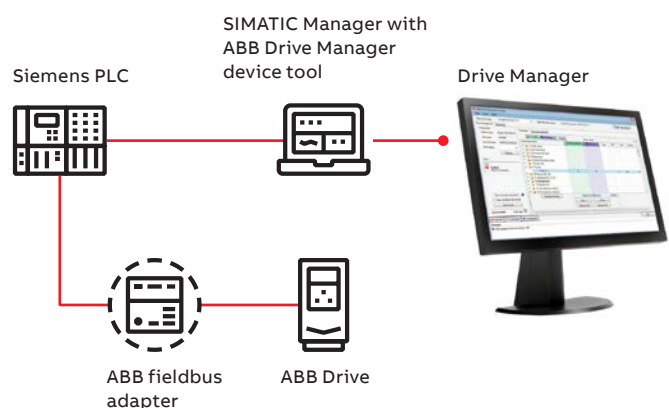 SIMATIC Manager with
ABB Drive Manager
device tool
Siemens PLC
Drive Manager
ABB fieldbus
adapter
ABB Drive